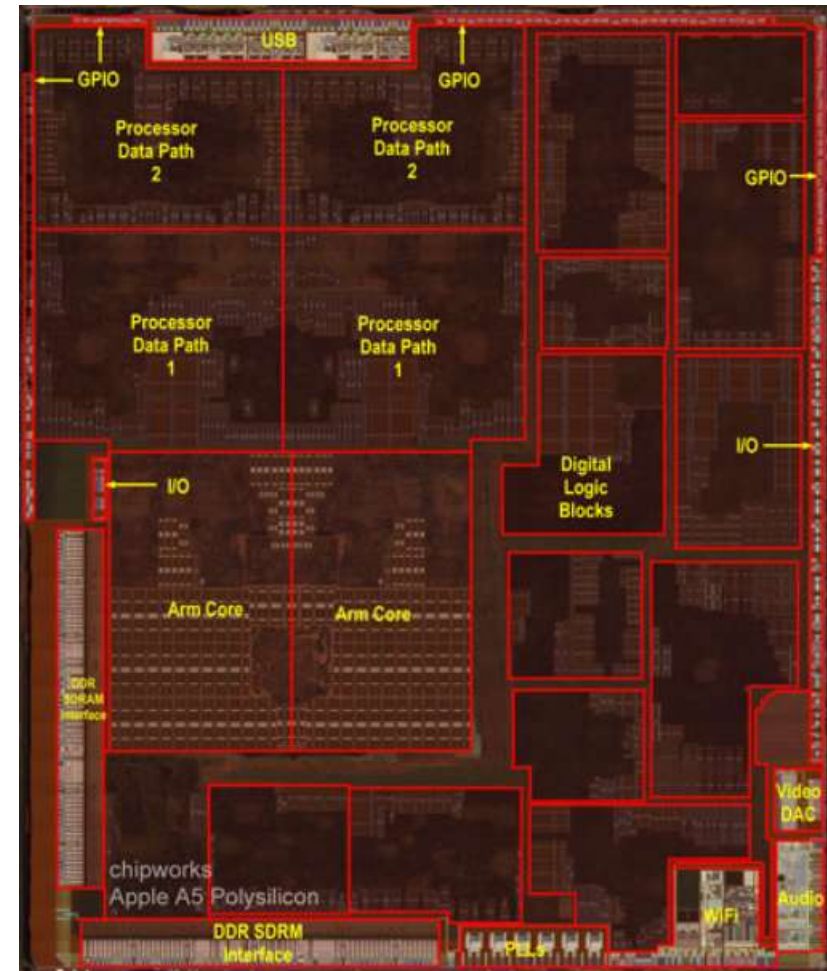 USB
GPIO
GPIO
Processor
Data Path
2
Processor
Data Path
2
GPIO
Processor
Data Path
1
Processor
Data Path
1
I/O
I/O
Digital
Logic
Blocks
Arm Core
Arm Core
DDR
SDRAM
Interface
Video
DAC
chipworks
Apple A5 Polysilicon
Audio
WiFi
DDR SDRM
Interface
PLLs